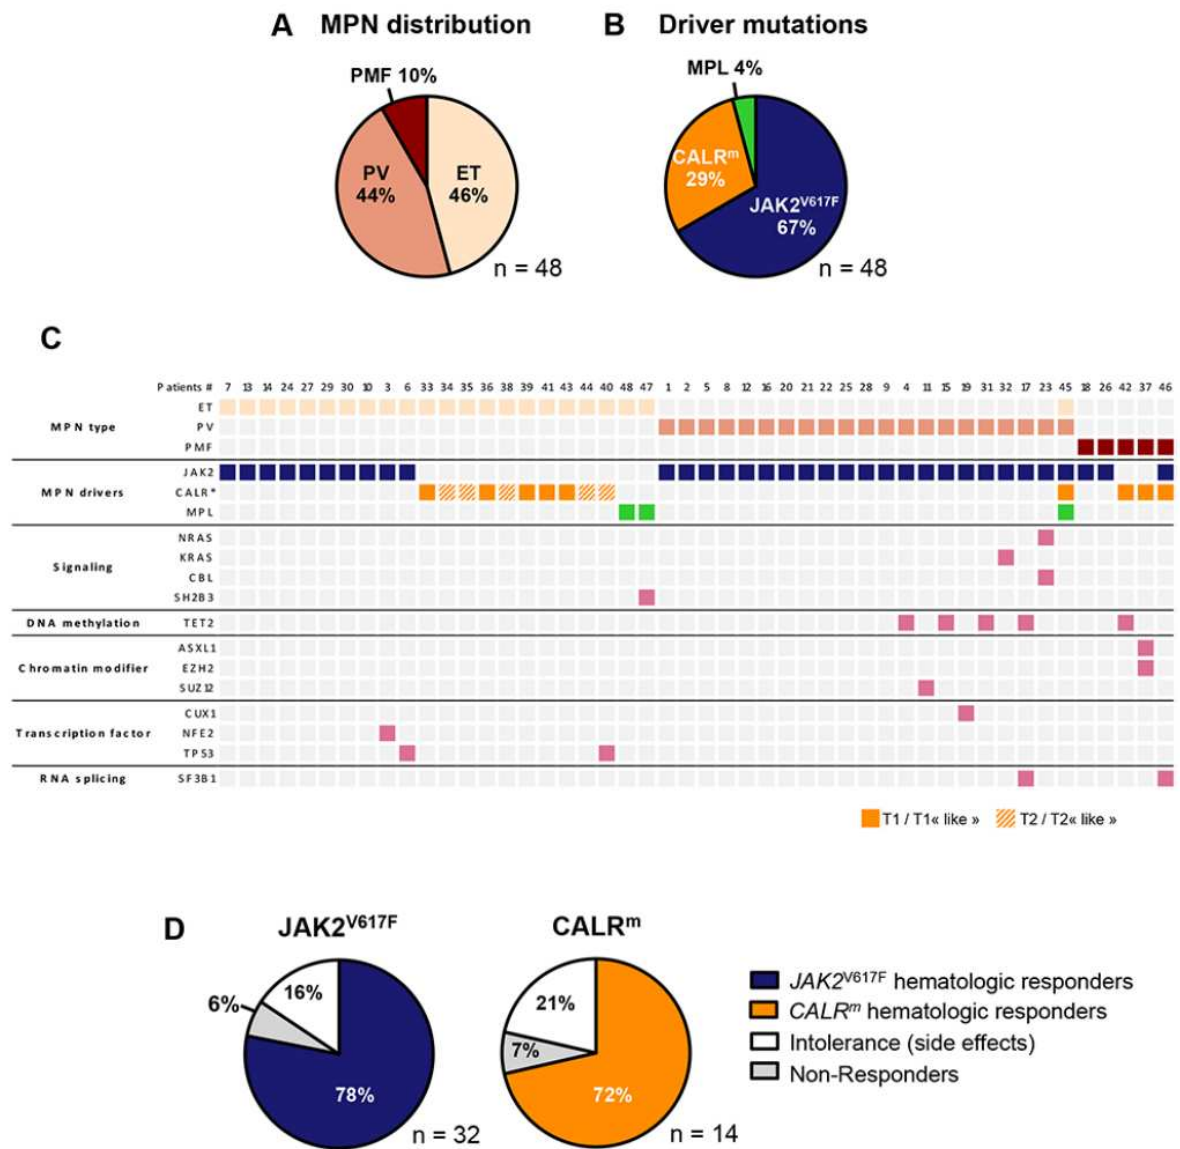 A MPN distribution
PMF 10%
PV
44%
ET
46%
n = 48
B Driver mutations
MPL 4%
CALRᵐ
29%
JAK2ⱽ⁶¹⁷ᶠ
67%
n = 48
C
Patients # 7 13 14 24 27 29 30 10 3 6 33 34 35 36 38 39 41 43 44 40 48 47 1 2 5 8 12 16 20 21 22 25 28 9 4 11 15 19 31 32 17 23 45 18 26 42 37 46
MPN type
ET
PV
PMF
MPN drivers
JAK2
CALR*
MPL
Signaling
NRAS
KRAS
CBL
SH2B3
DNA methylation
TET2
Chromatin modifier
ASXL1
EZH2
SUZ12
Transcription factor
CUX1
NFE2
TP53
RNA splicing
SF3B1
T1 / T1« like » T2 / T2« like »
D
JAK2ⱽ⁶¹⁷ᶠ
16%
6%
78%
n = 32
CALRᵐ
21%
7%
72%
n = 14
JAK2ⱽ⁶¹⁷ᶠ hematologic responders
CALRᵐ hematologic responders
Intolerance (side effects)
Non-Responders